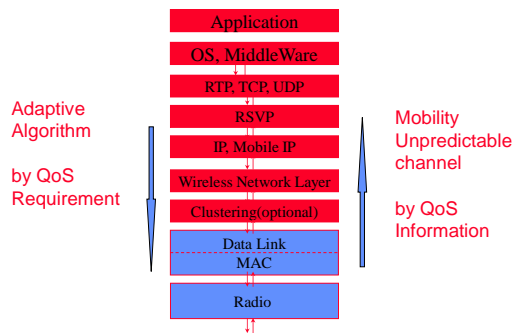 Application
OS, MiddleWare
RTP, TCP, UDP
RSVP
IP, Mobile IP
Wireless Network Layer
Clustering(optional)
Data Link
MAC
Radio
Adaptive
Algorithm
by QoS
Requirement
Mobility
Unpredictable
channel
by QoS
Information